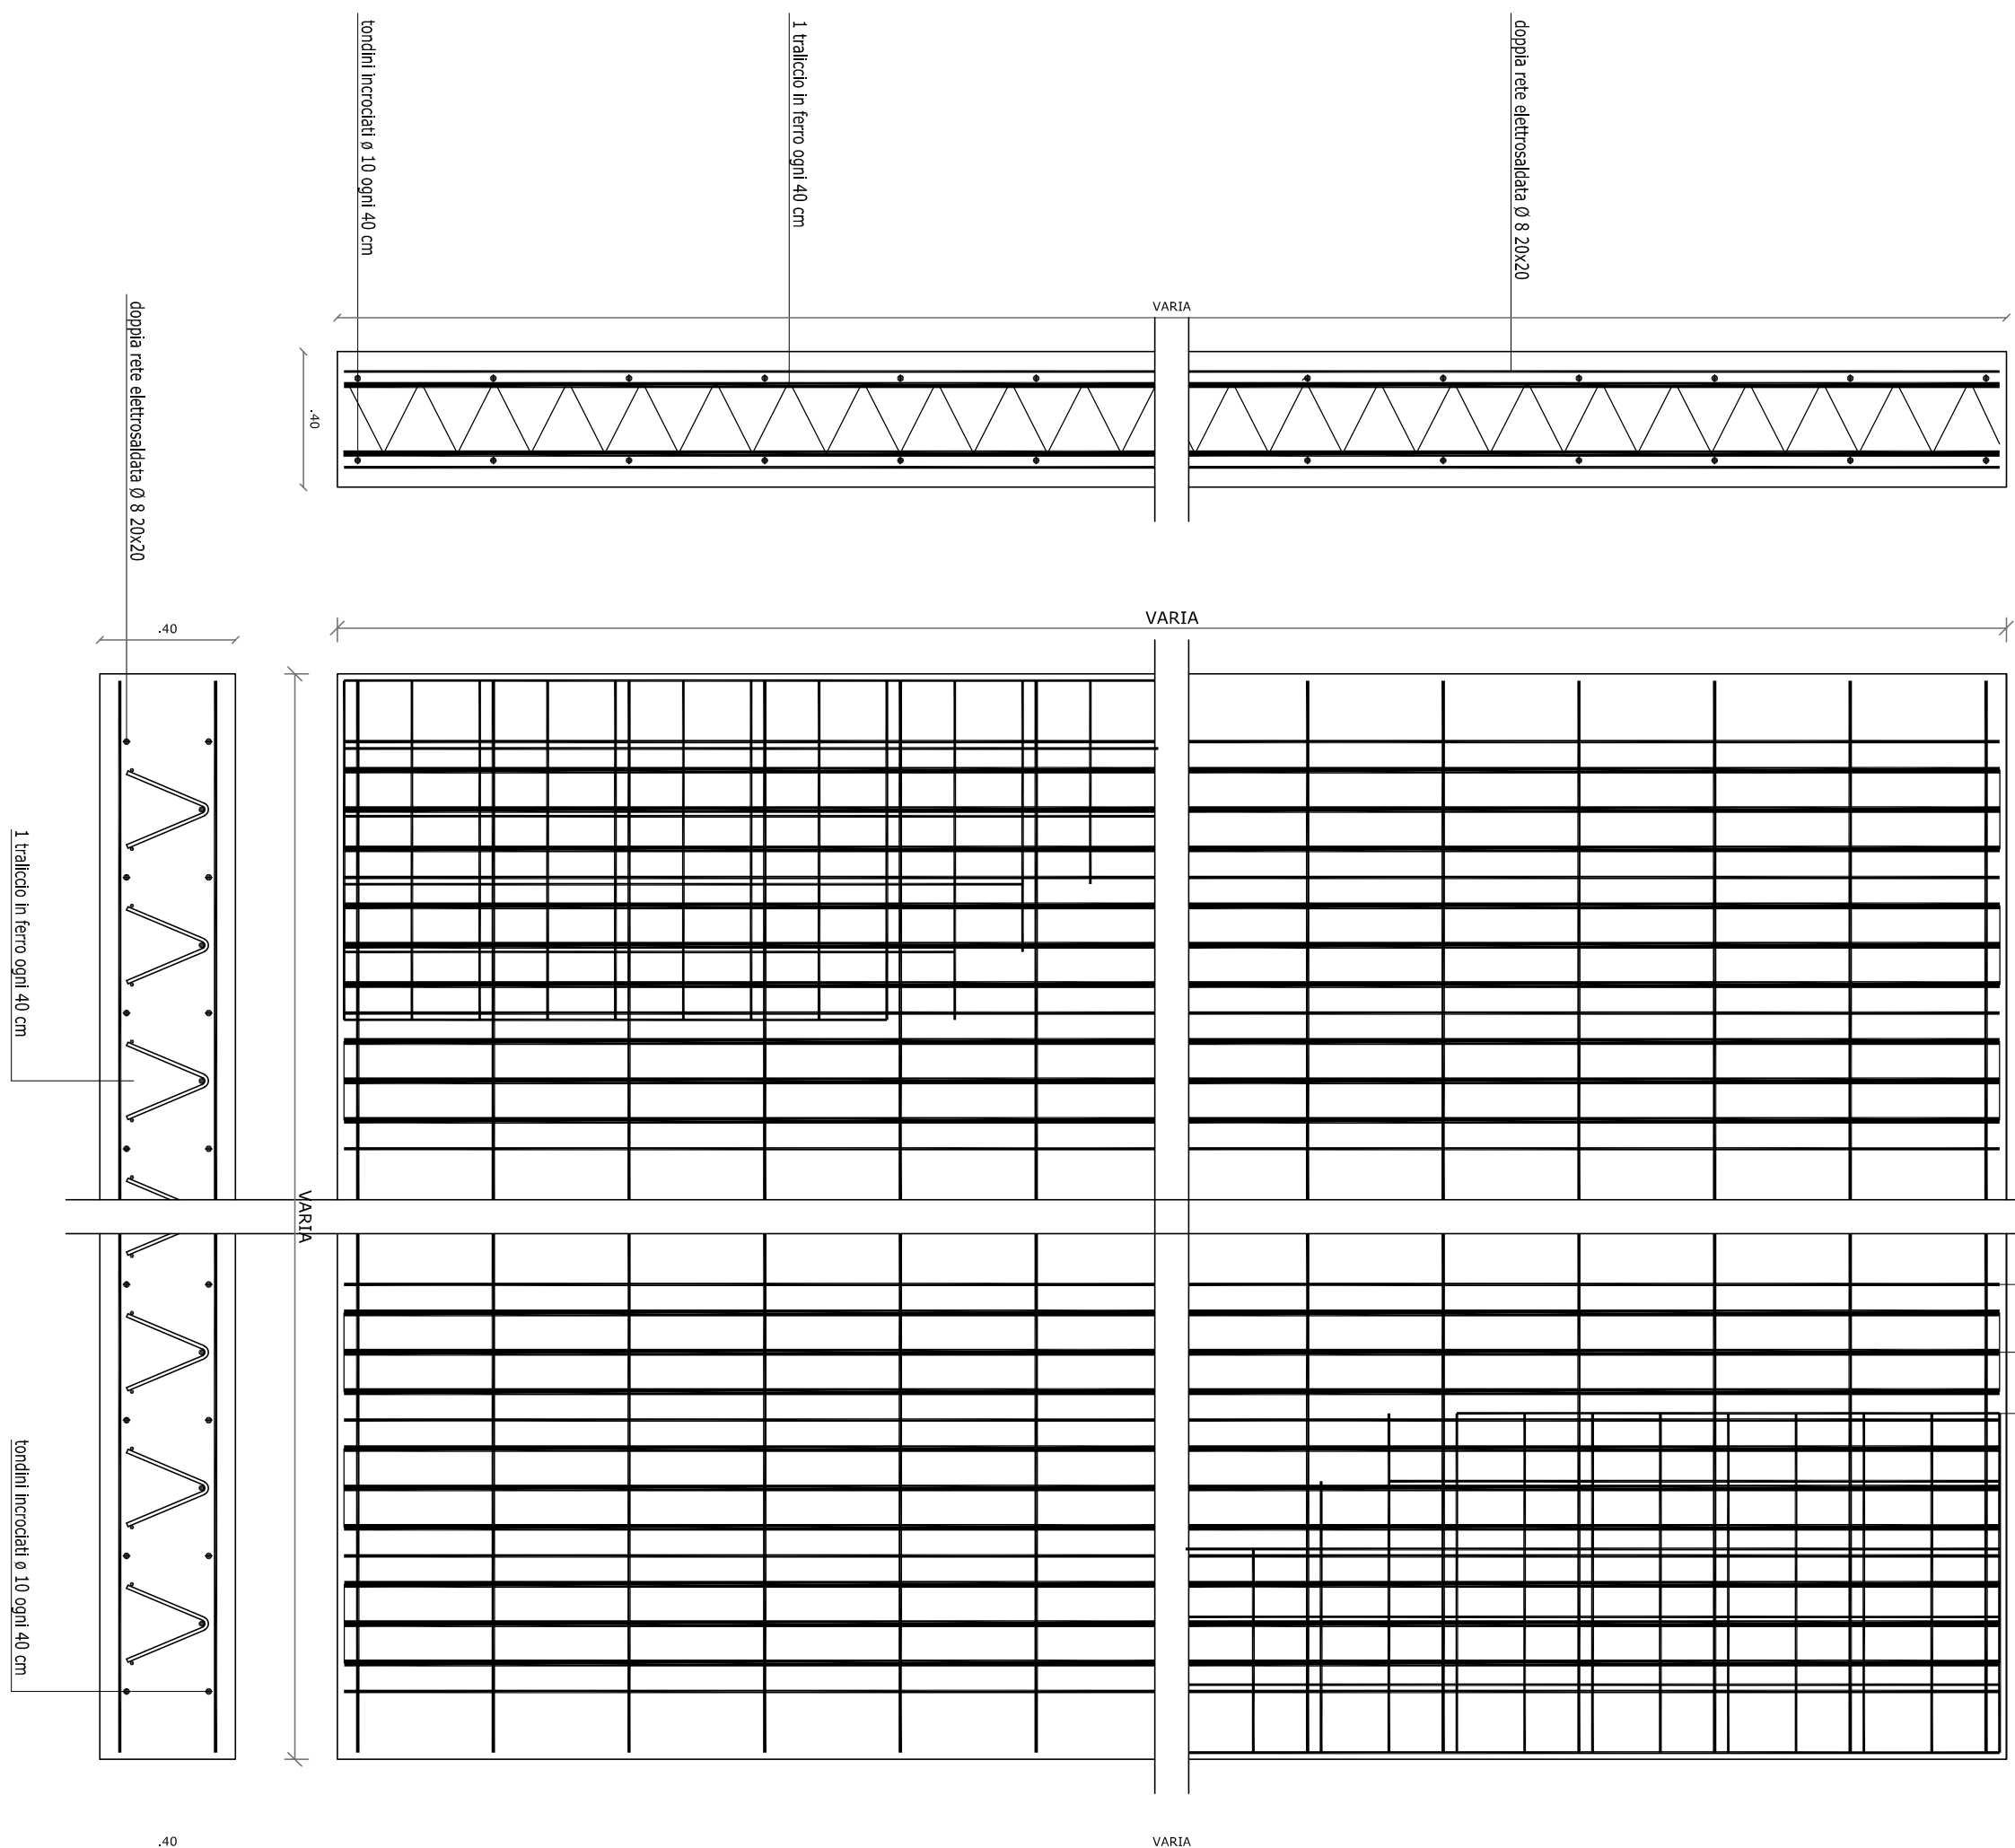 tondini incrociati ø 10 ogni 40 cm
1 traliccio in ferro ogni 40 cm
doppia rete elettrosaldata Ø 8 20x20
VARIA
.40
doppia rete elettrosaldata Ø 8 20x20
VARIA
.40
1 traliccio in ferro ogni 40 cm
VARIA
tondini incrociati ø 10 ogni 40 cm
.40
VARIA